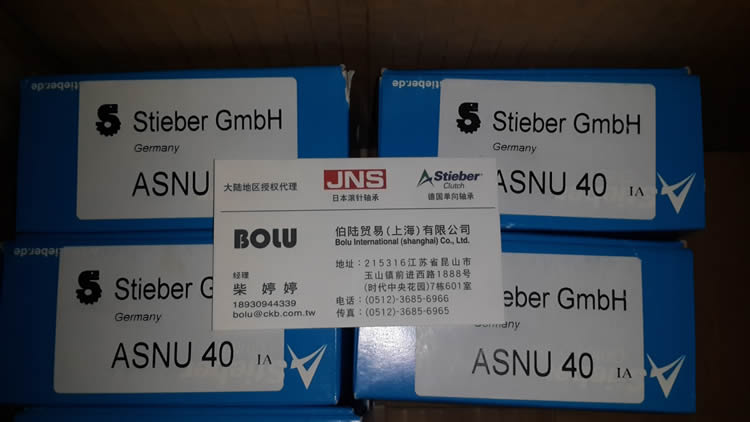 stieber.de
Stieber GmbH
Germany
ASNU 40
stieber.de
Stieber GmbH
Germany
ASNU 40 IA
大陆地区授权代理
JNS
日本滚针轴承
Stieber
Clutch
德国单向轴承
BOLU
伯陆贸易(上海)有限公司
Bolu International (shanghai) Co., Ltd.
经理
柴 婷 婷
18930944339
bolu@ckb.com.tw
地址：215316江苏省昆山市
玉山镇前进西路1888号
(时代中央花园)7栋601室
电话：(0512)-3685-6966
传真：(0512)-3685-6965
Stieber G
Germany
ASNU 40 IA
Stieber GmbH
Germany
ASNU 40 IA